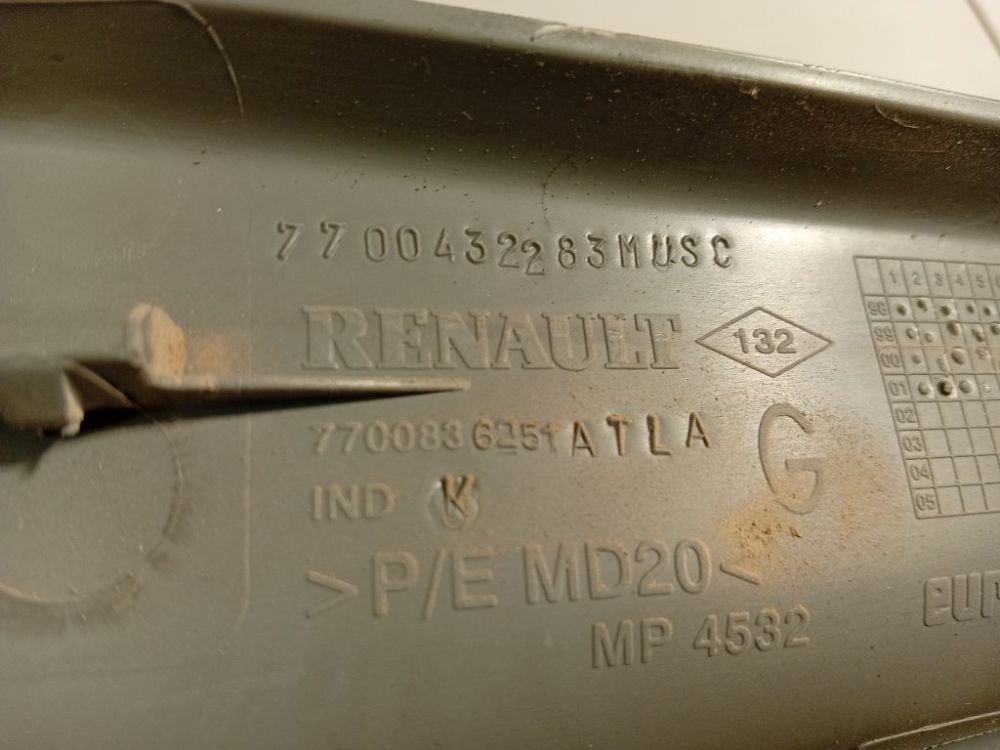 7700432283MUSC
RENAULT 132
ATLA
G
IND K
>P/E MD20<
MP 4532
1 2 3 4 5
98
99
00
01
02
03
04
05